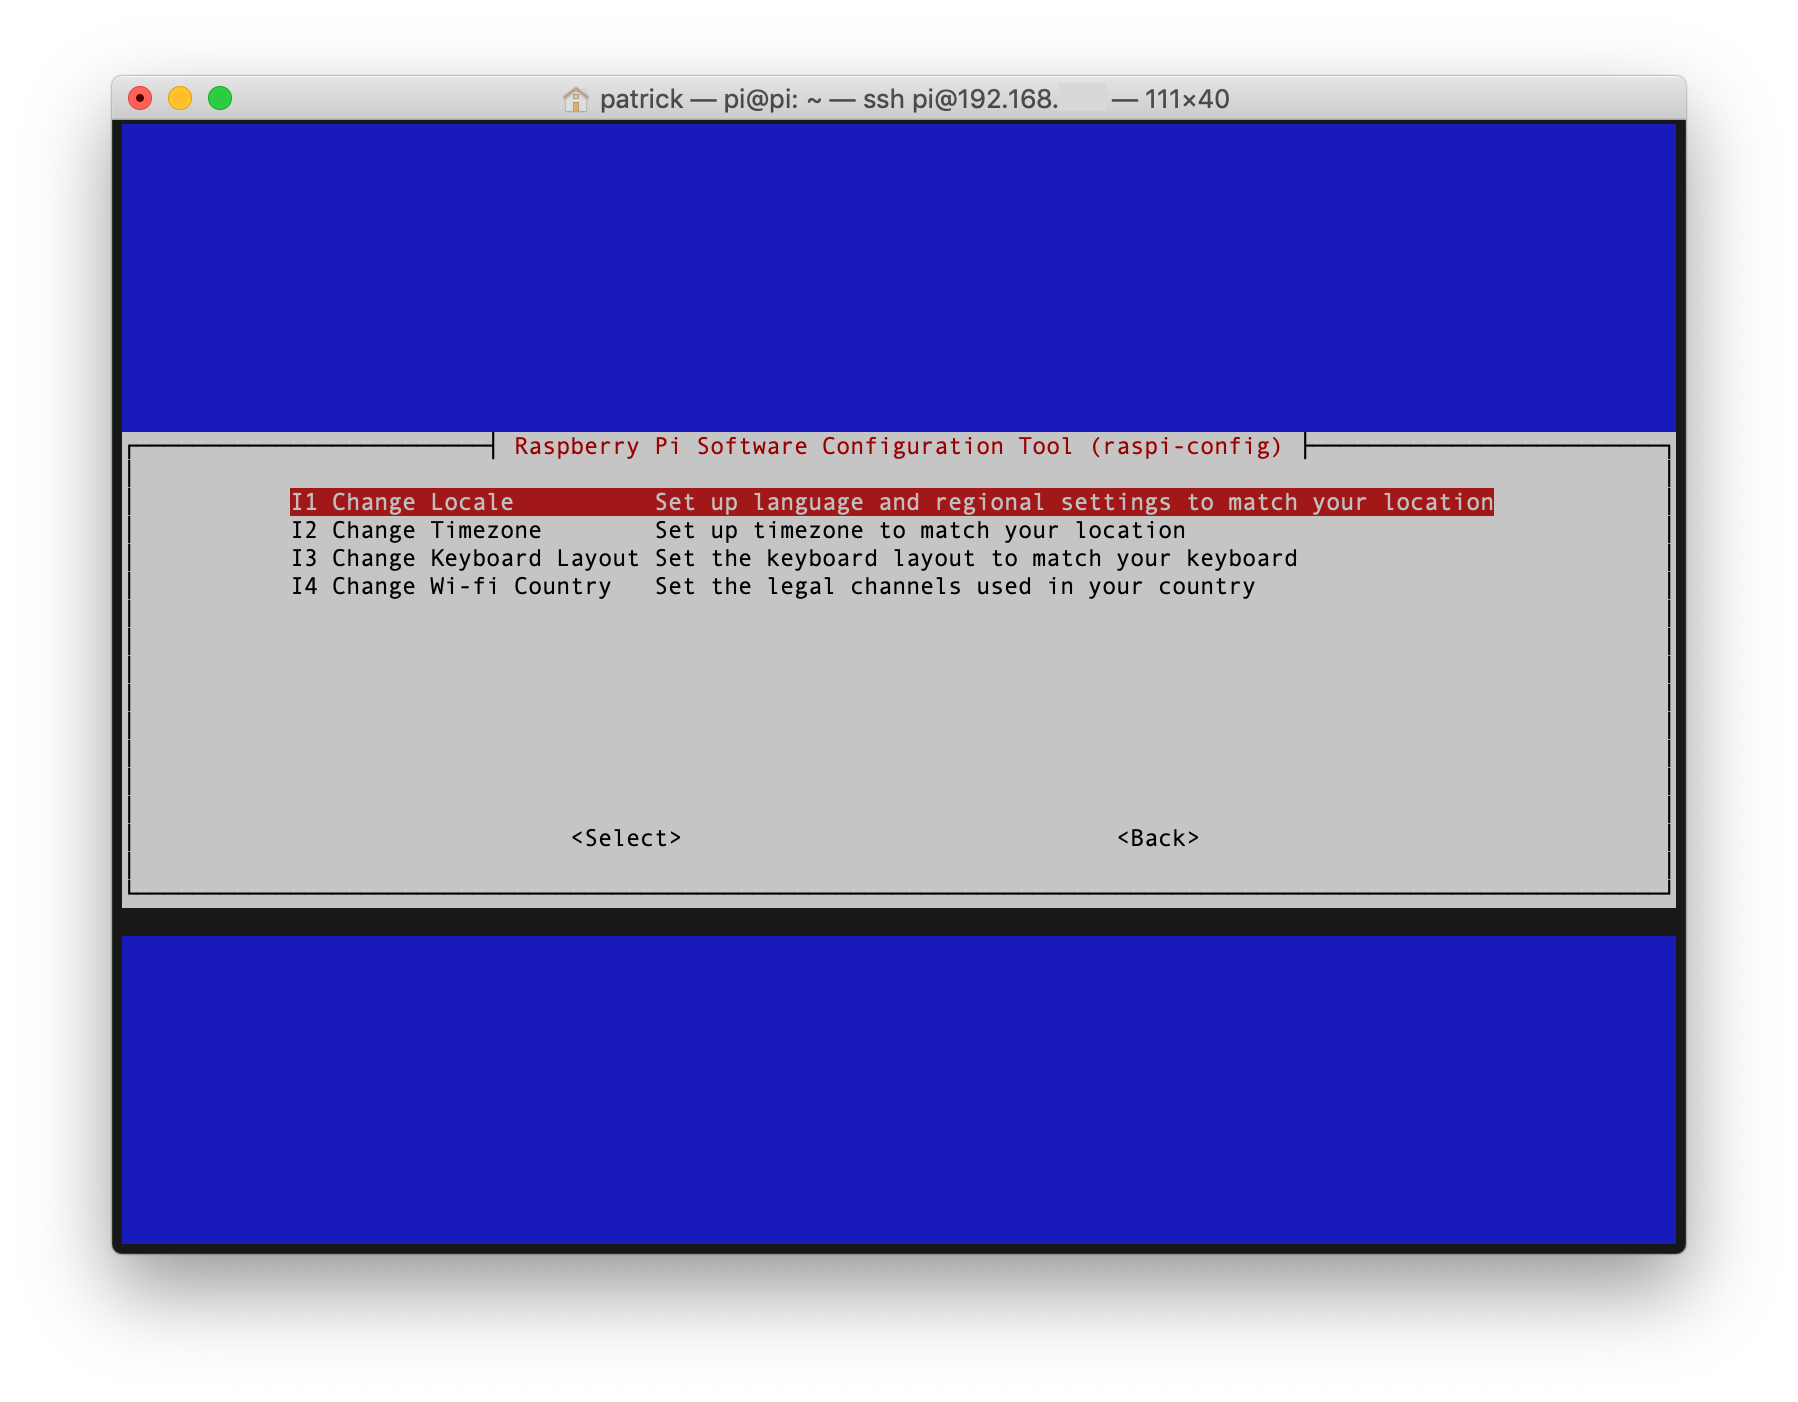 patrick — pi@pi: ~ — ssh pi@192.168. — 111×40
Raspberry Pi Software Configuration Tool (raspi-config)
I1 Change Locale Set up language and regional settings to match your location
I2 Change Timezone Set up timezone to match your location
I3 Change Keyboard Layout Set the keyboard layout to match your keyboard
I4 Change Wi-fi Country Set the legal channels used in your country
<Select> <Back>